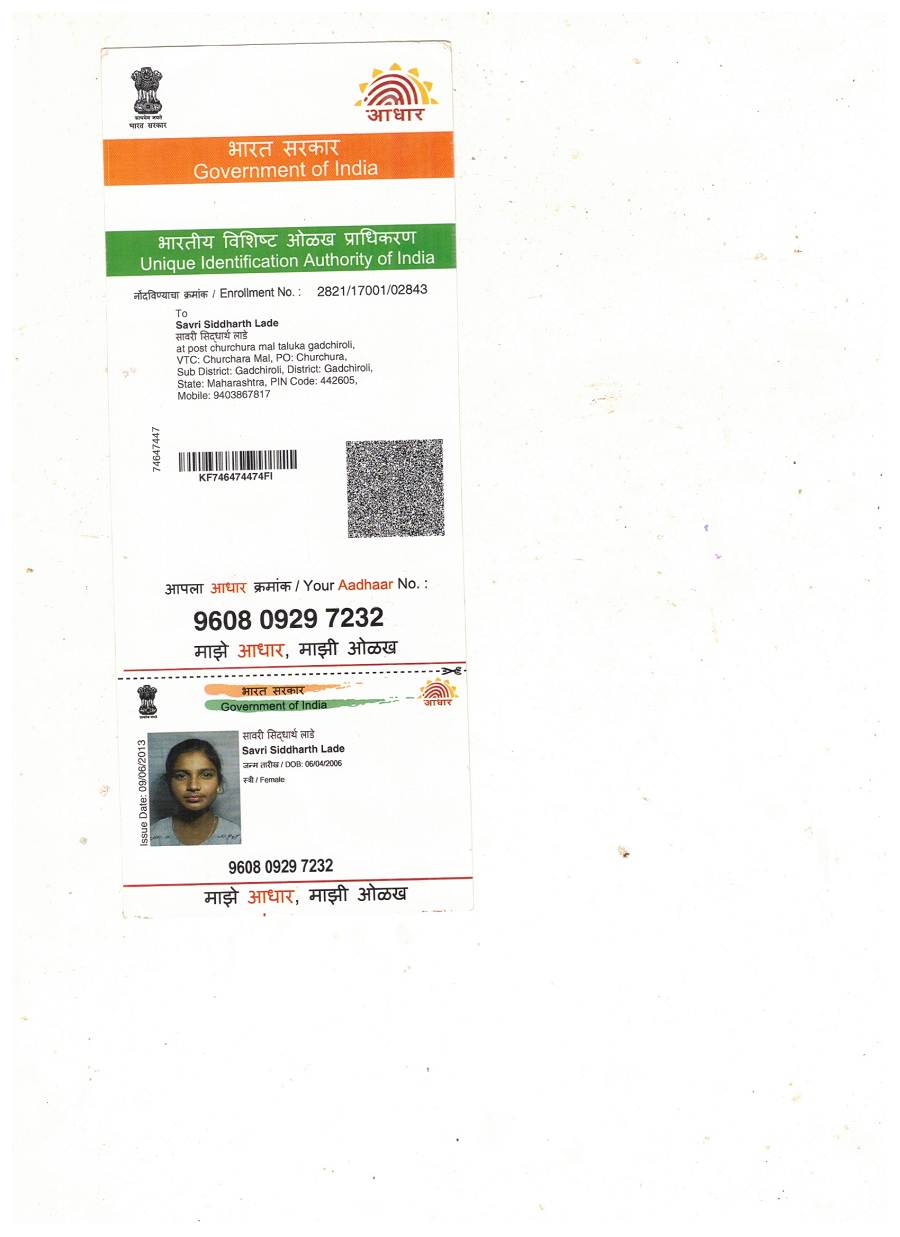 सत्यमेव जयते
भारत सरकार
आधार
भारत सरकार
Government of India
भारतीय विशिष्ट ओळख प्राधिकरण
Unique Identification Authority of India
नोंदविण्याचा क्रमांक / Enrollment No. : 2821/17001/02843
To
Savri Siddharth Lade
सावरी सिद्धार्थ लाडे
at post churchura mal taluka gadchiroli,
VTC: Churchara Mal, PO: Churchura,
Sub District: Gadchiroli, District: Gadchiroli,
State: Maharashtra, PIN Code: 442605,
Mobile: 9403867817
74647447
KF746474474FI
आपला आधार क्रमांक / Your Aadhaar No. :
9608 0929 7232
माझे आधार, माझी ओळख
भारत सरकार
Government of India
आधार
Issue Date: 09/06/2013
सावरी सिद्धार्थ लाडे
Savri Siddharth Lade
जन्म तारीख / DOB: 06/04/2006
स्त्री / Female
9608 0929 7232
माझे आधार, माझी ओळख